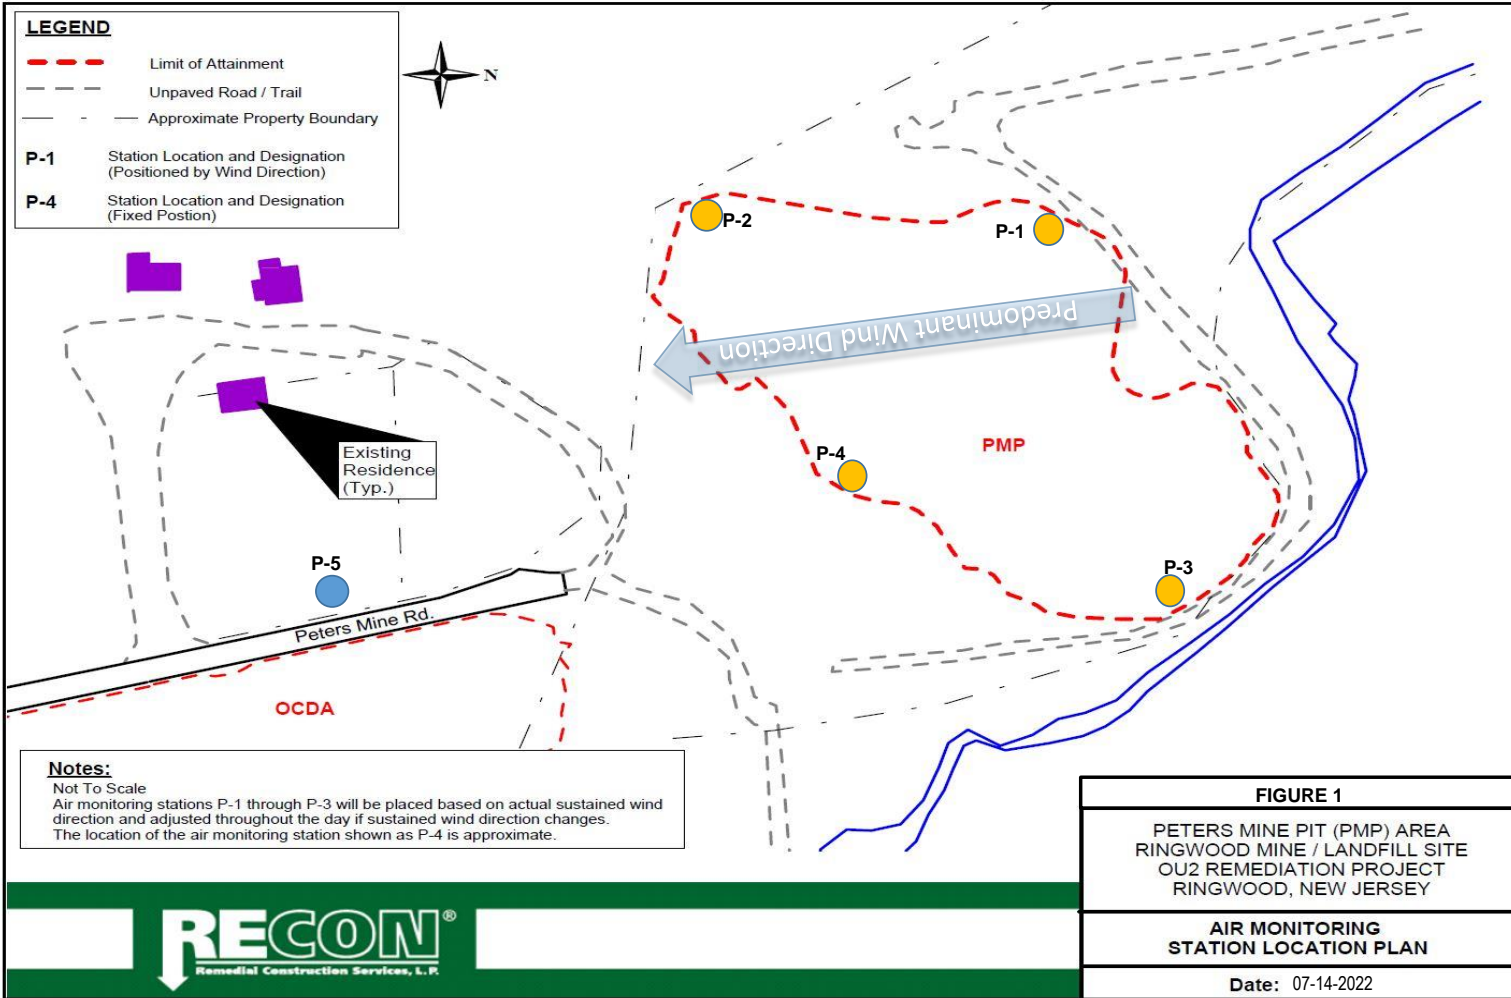 LEGEND
Limit of Attainment
Unpaved Road / Trail
Approximate Property Boundary
P-1 Station Location and Designation
(Positioned by Wind Direction)
P-4 Station Location and Designation
(Fixed Postion)
N
P-2
P-1
Predominant Wind Direction
PMP
P-4
P-3
Existing
Residence
(Typ.)
P-5
Peters Mine Rd.
OCDA
Notes:
Not To Scale
Air monitoring stations P-1 through P-3 will be placed based on actual sustained wind
direction and adjusted throughout the day if sustained wind direction changes.
The location of the air monitoring station shown as P-4 is approximate.
RECON®
Remedial Construction Services, L.P.
FIGURE 1
PETERS MINE PIT (PMP) AREA
RINGWOOD MINE / LANDFILL SITE
OU2 REMEDIATION PROJECT
RINGWOOD, NEW JERSEY
AIR MONITORING
STATION LOCATION PLAN
Date: 07-14-2022